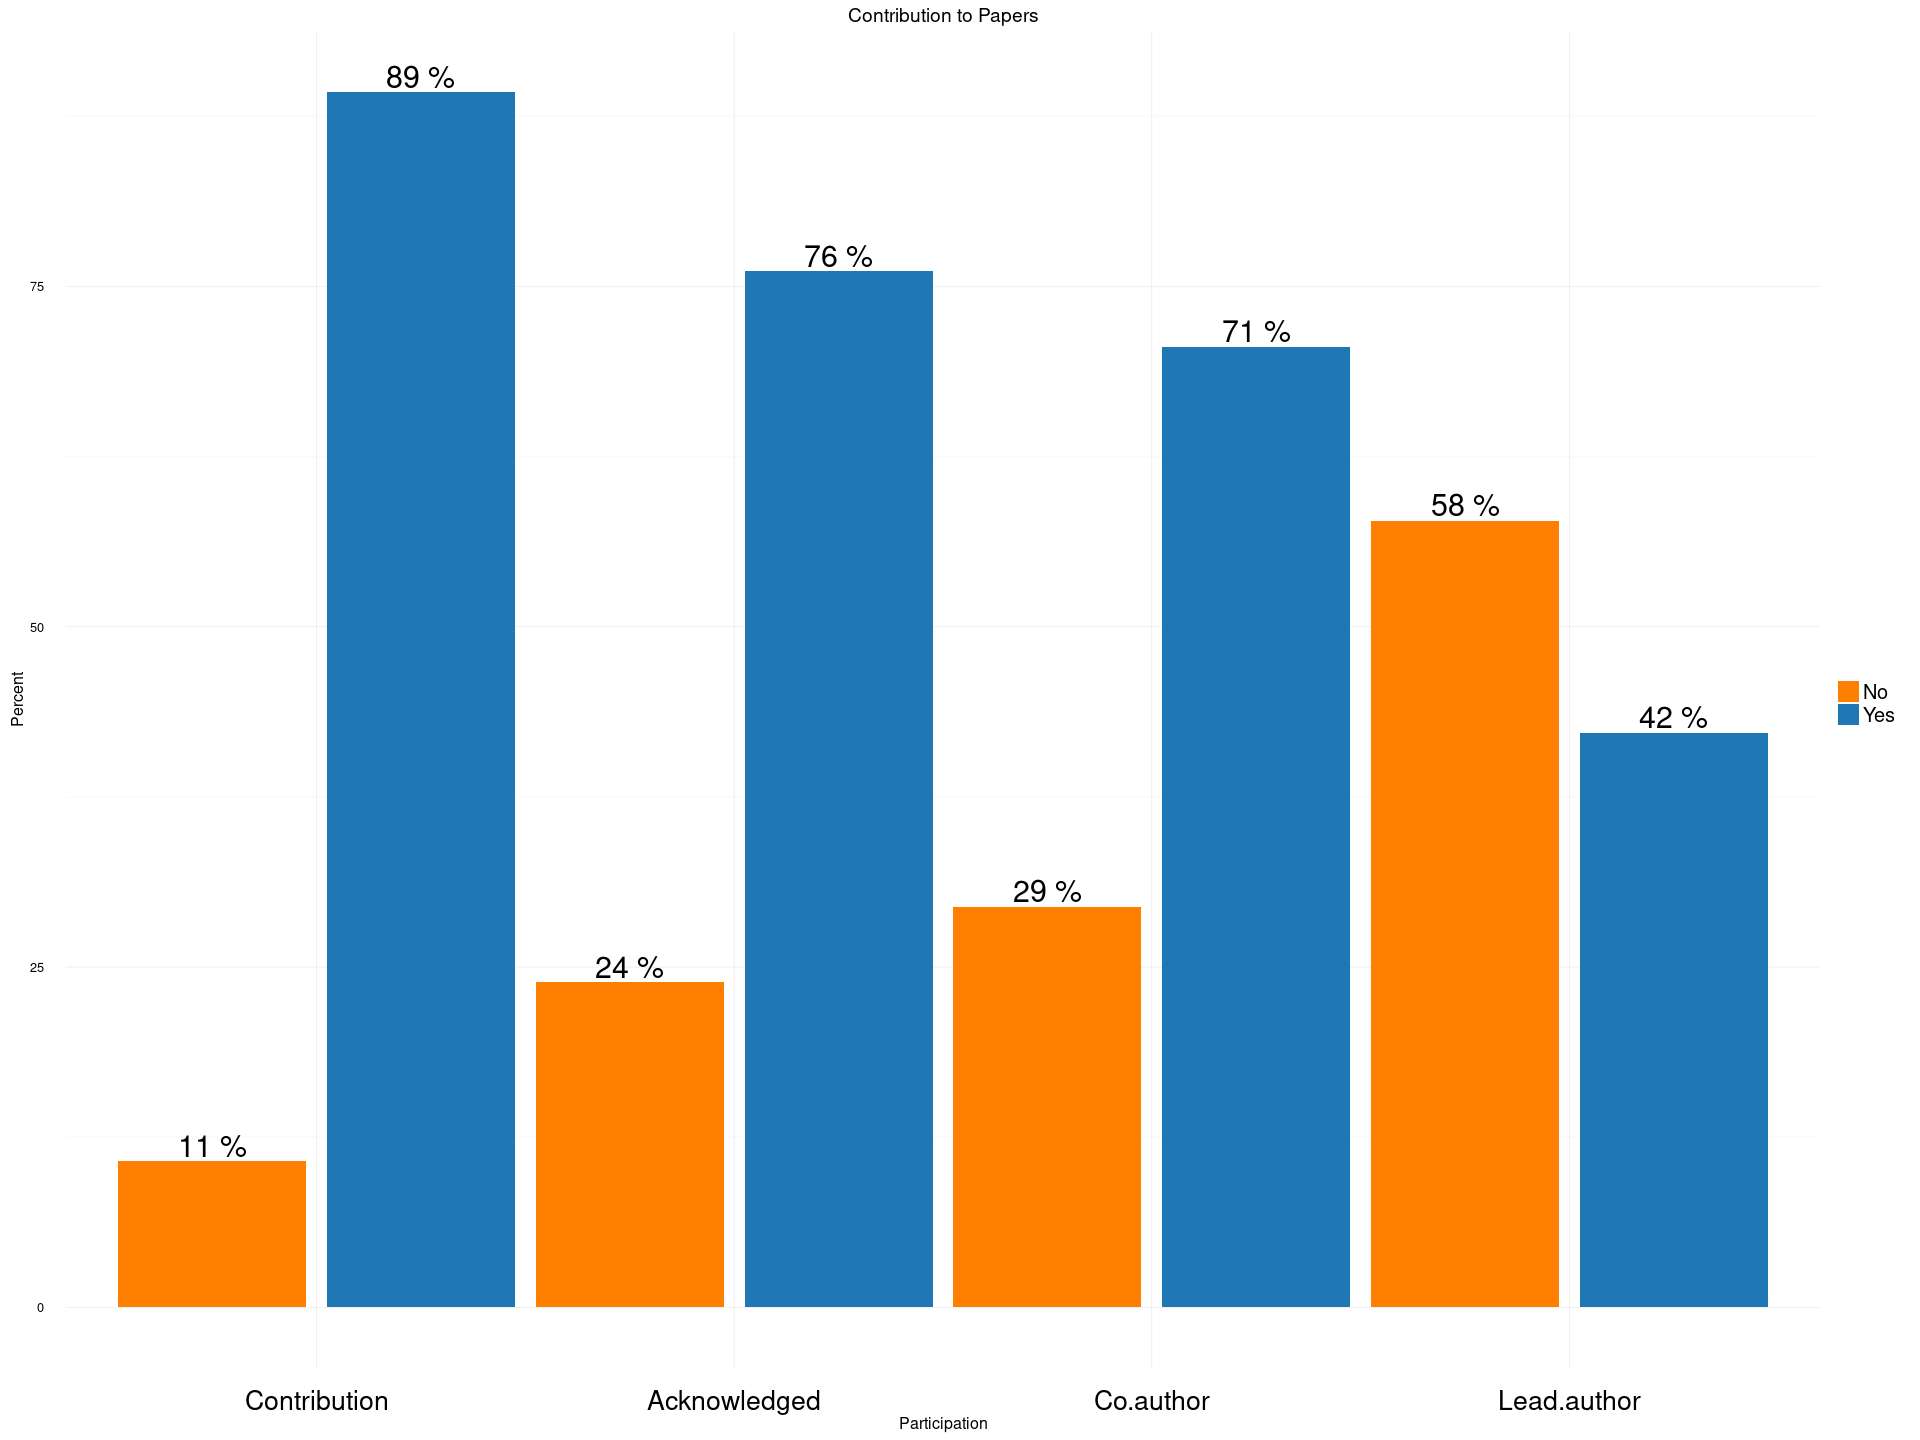 Contribution to Papers
89 %
76 %
75
71 %
58 %
50
Percent
No
Yes
42 %
29 %
24 %
25
11 %
0
Contribution
Acknowledged
Co.author
Lead.author
Participation